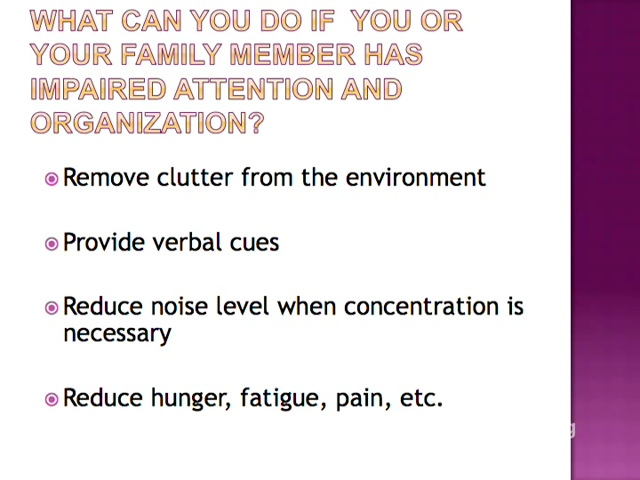 WHAT CAN YOU DO IF YOU OR
YOUR FAMILY MEMBER HAS
IMPAIRED ATTENTION AND
ORGANIZATION?
Remove clutter from the environment
Provide verbal cues
Reduce noise level when concentration is
necessary
Reduce hunger, fatigue, pain, etc.